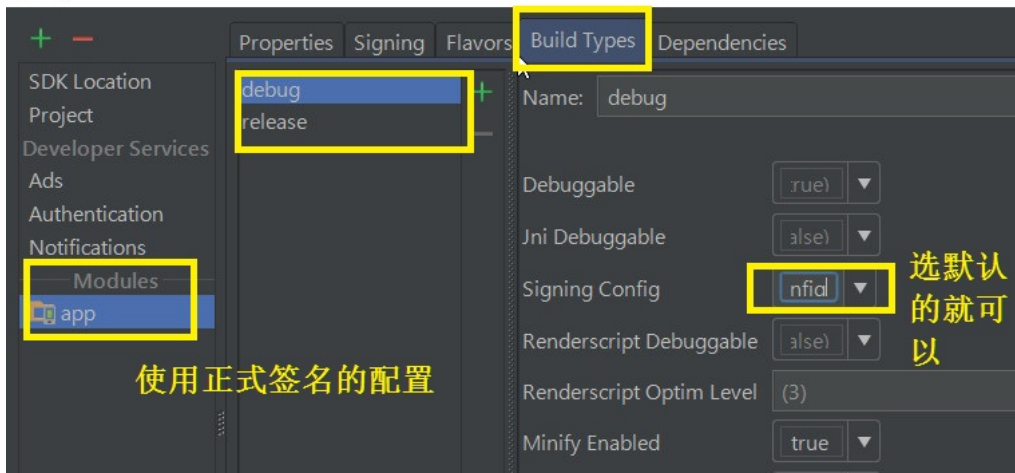 Properties Signing Flavors Build Types Dependencies
SDK Location
Project
Developer Services
Ads
Authentication
Notifications
Modules
app
debug
release
Name: debug
Debuggable true)
Jni Debuggable alse)
Signing Config nfig
Renderscript Debuggable alse)
Renderscript Optim Level (3)
Minify Enabled true
选默认
的就可
以
使用正式签名的配置